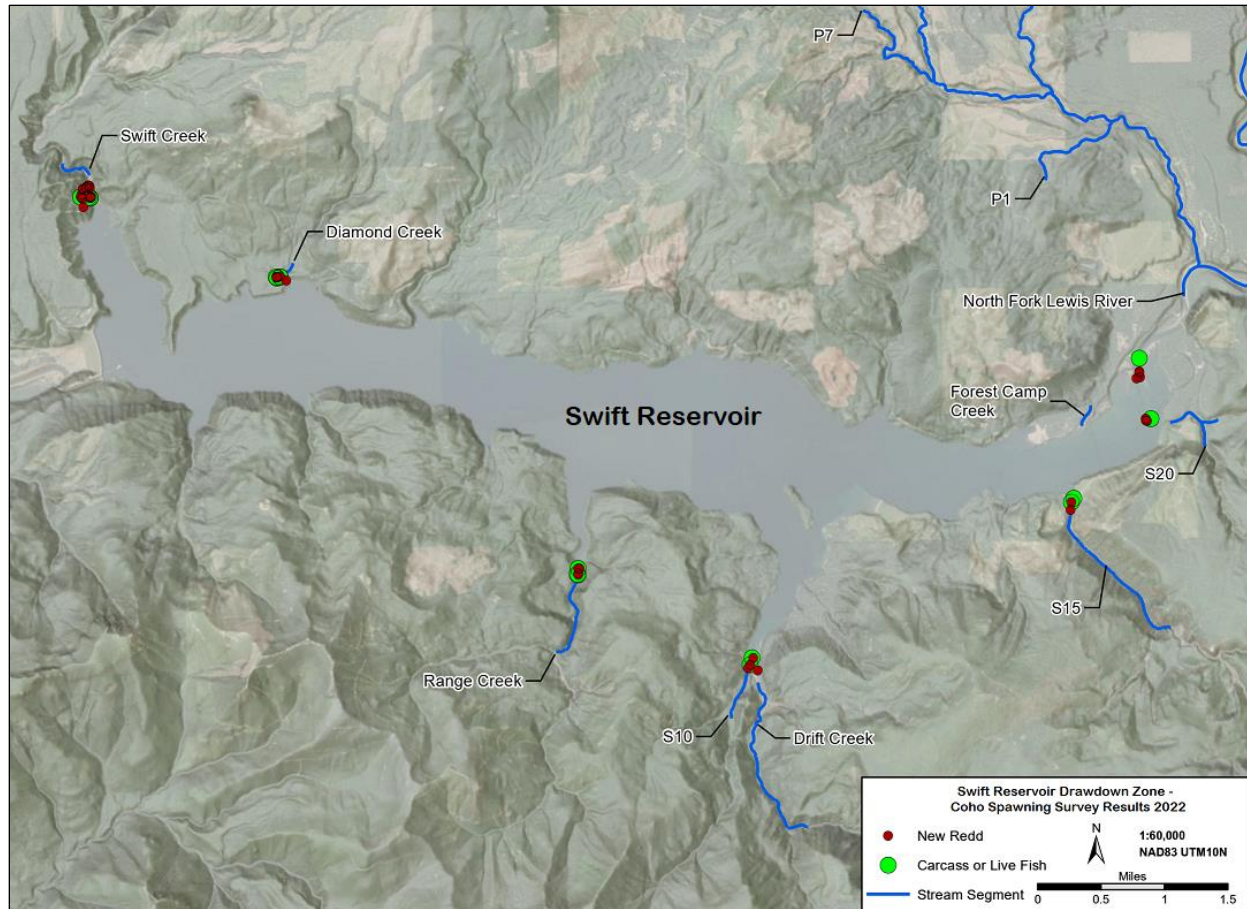 P7
Swift Creek
P1
Diamond Creek
North Fork Lewis River
Forest Camp
Creek
Swift Reservoir
S20
S15
Range Creek
S10
Drift Creek
Swift Reservoir Drawdown Zone -
Coho Spawning Survey Results 2022
New Redd
N
1:60,000
NAD83 UTM10N
Carcass or Live Fish
Miles
Stream Segment
0 0.5 1 1.5